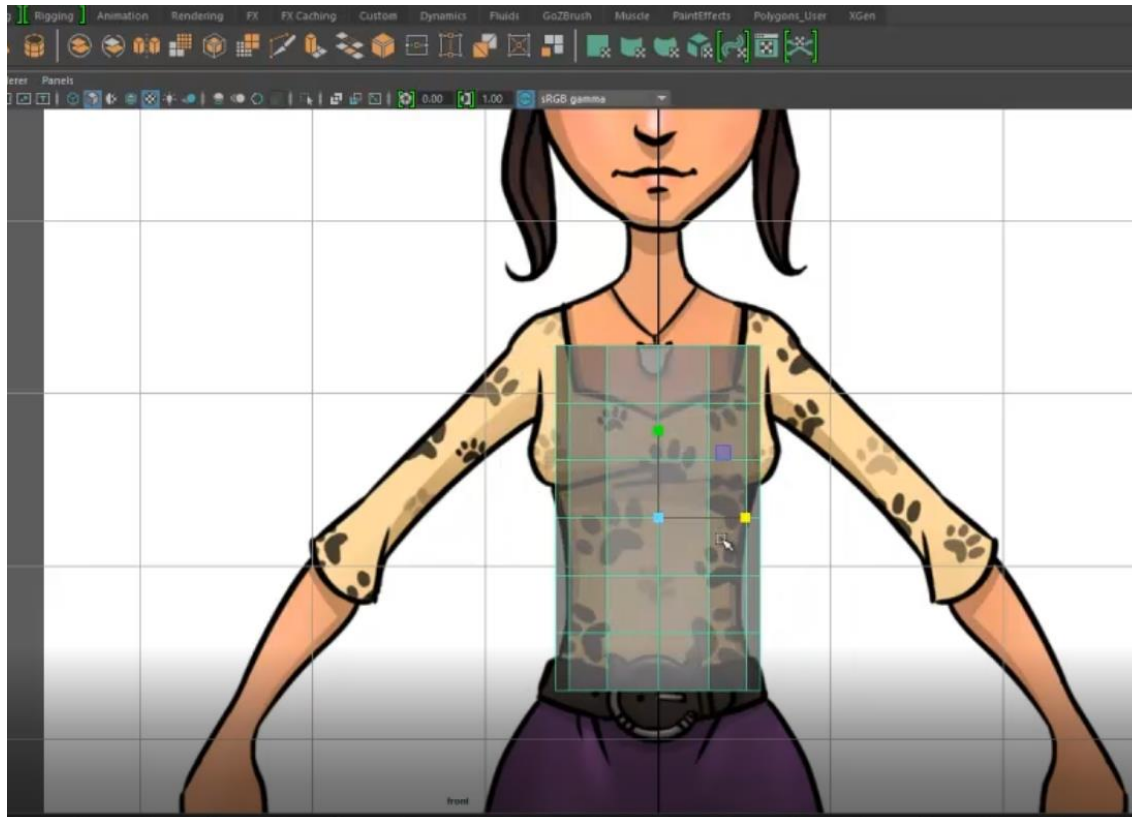 Rigging Animation Rendering FX FX Caching Custom Dynamics Fluids GoZBrush Muscle PaintEffects Polygons_User XGen
Panels
0.00 1.00 sRGB gamma
front